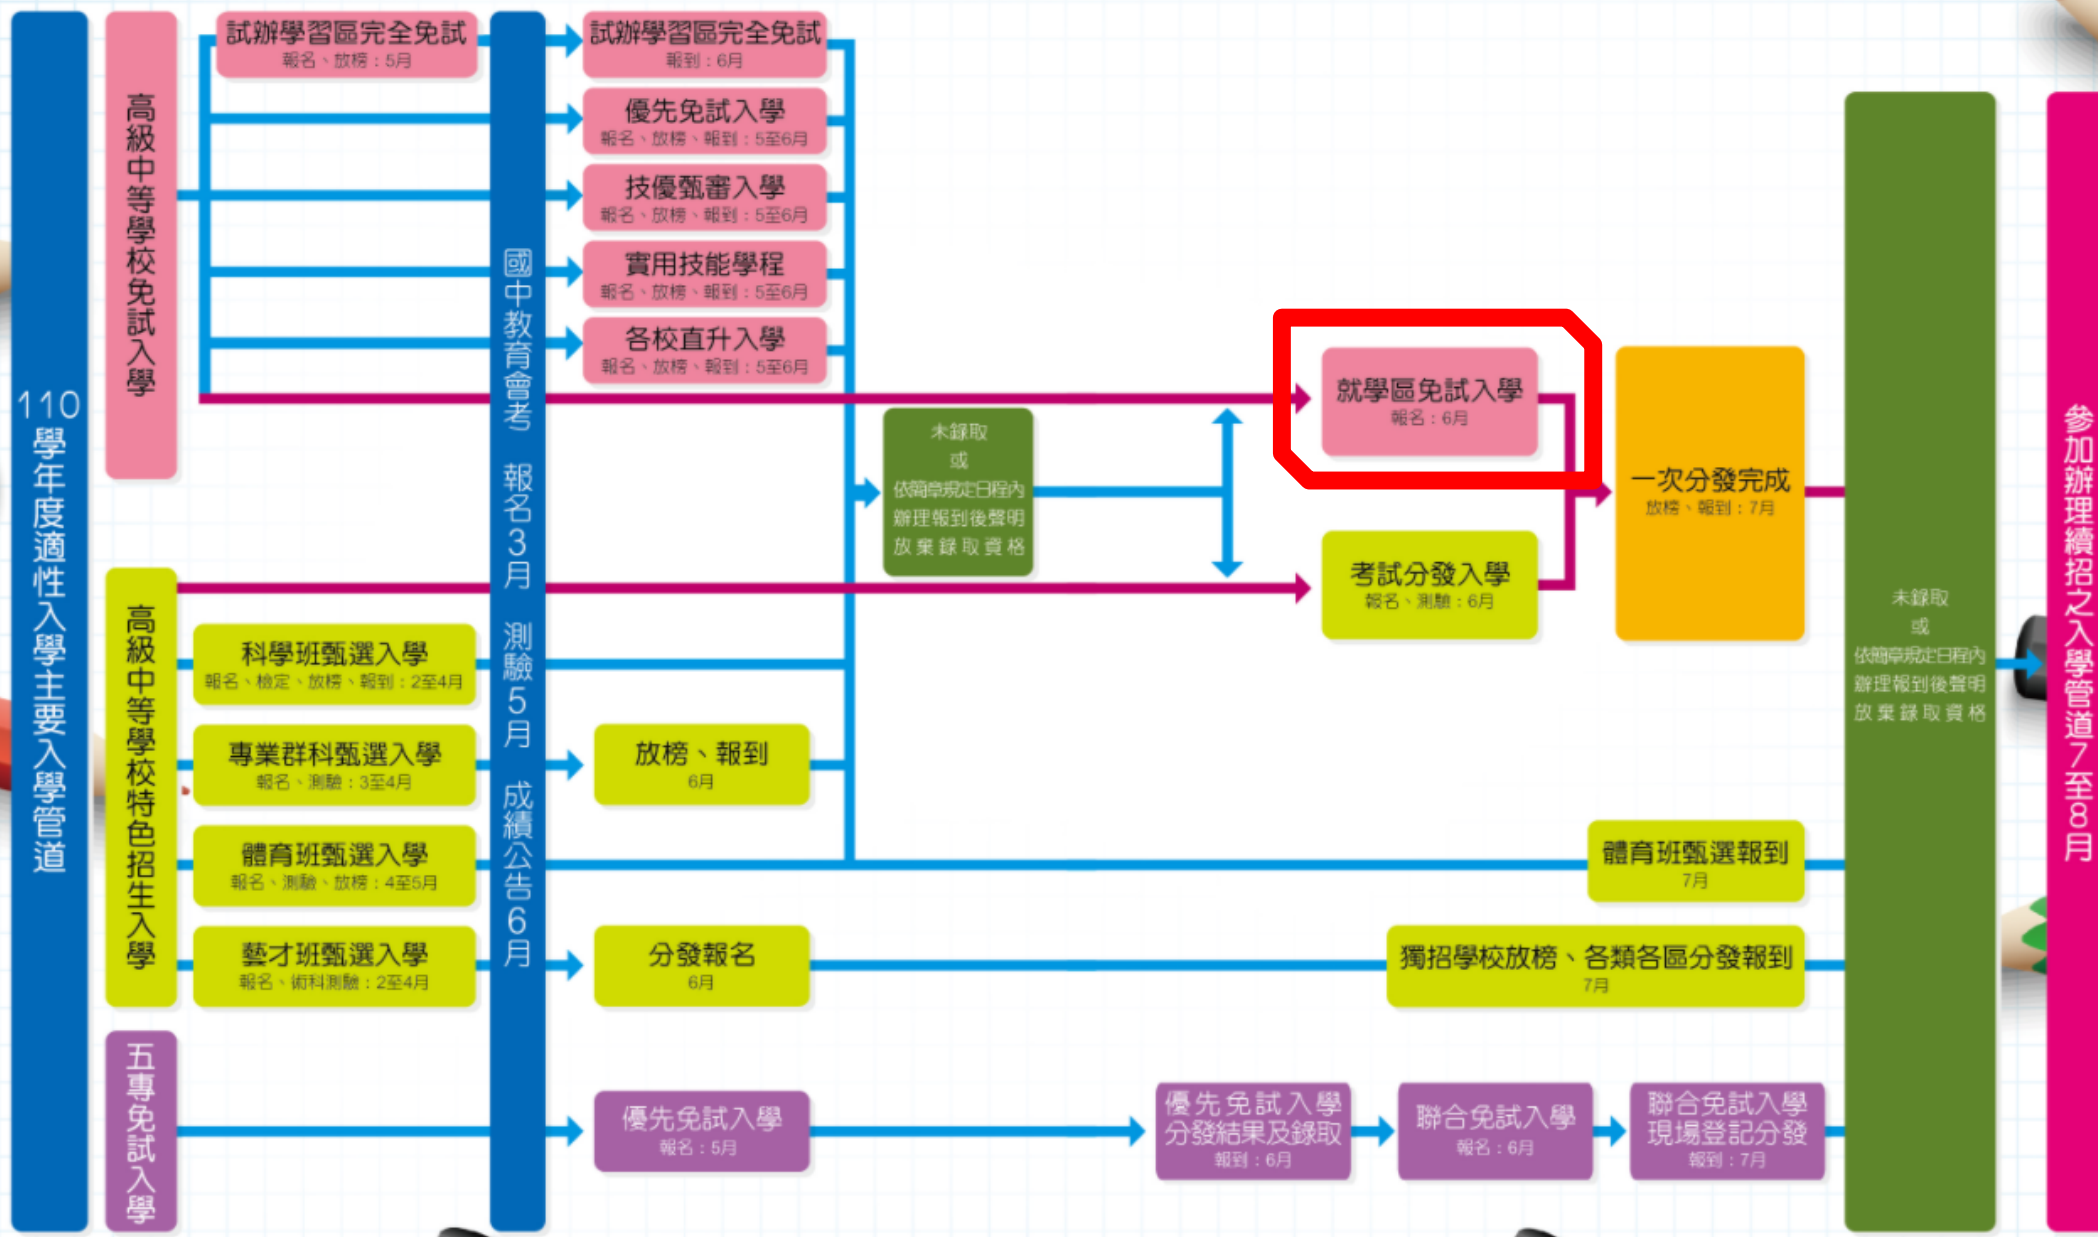 110學年度適性入學主要入學管道
高級中等學校免試入學
試辦學習區完全免試
報名、放榜：5月
國中教育會考　報名3月　測驗5月　成績公告6月
試辦學習區完全免試
報到：6月
優先免試入學
報名、放榜、報到：5至6月
技優甄審入學
報名、放榜、報到：5至6月
實用技能學程
報名、放榜、報到：5至6月
各校直升入學
報名、放榜、報到：5至6月
未錄取
或
依簡章規定日程內
辦理報到後聲明
放棄錄取資格
就學區免試入學
報名：6月
考試分發入學
報名、測驗：6月
一次分發完成
放榜、報到：7月
高級中等學校特色招生入學
科學班甄選入學
報名、檢定、放榜、報到：2至4月
專業群科甄選入學
報名、測驗：3至4月
放榜、報到
6月
體育班甄選入學
報名、測驗、放榜：4至5月
體育班甄選報到
7月
藝才班甄選入學
報名、術科測驗：2至4月
分發報名
6月
獨招學校放榜、各類各區分發報到
7月
五專免試入學
優先免試入學
報名：5月
優先免試入學
分發結果及錄取
報到：6月
聯合免試入學
報名：6月
聯合免試入學
現場登記分發
報到：7月
未錄取
或
依簡章規定日程內
辦理報到後聲明
放棄錄取資格
參加辦理續招之入學管道7至8月